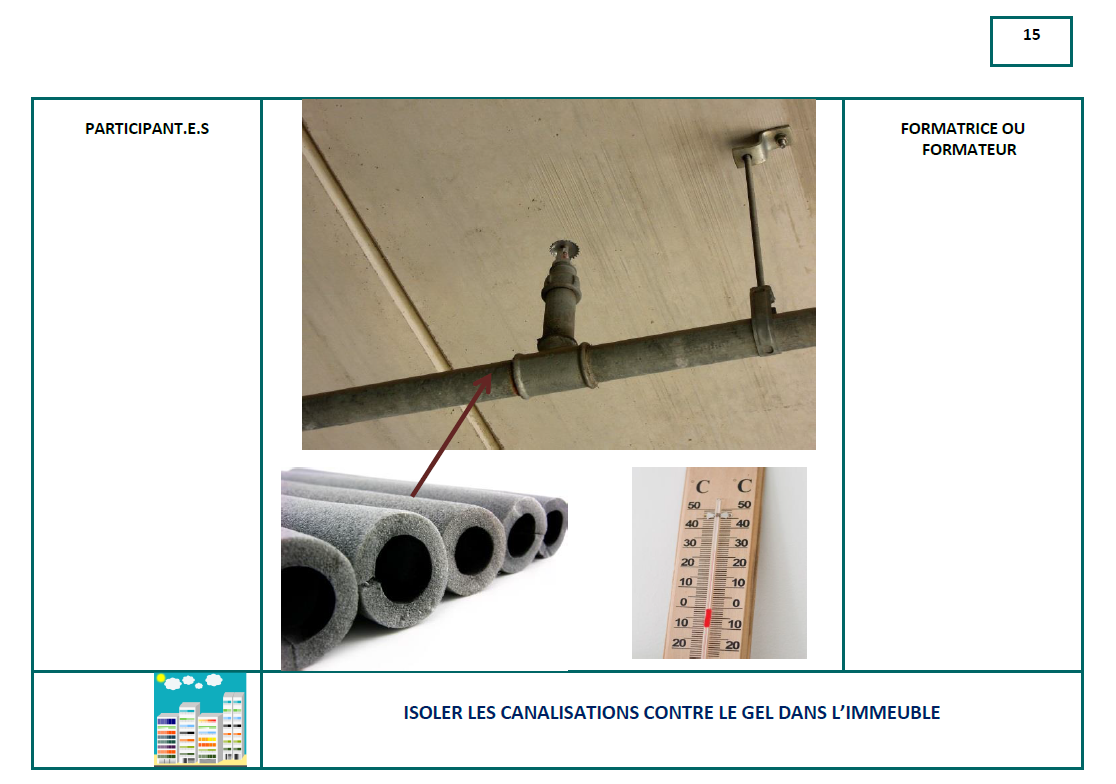 15
PARTICIPANT.E.S
FORMATRICE OU
FORMATEUR
C C
50 50
40 40
30 30
20 20
10 10
0 0
10 10
20 20
ISOLER LES CANALISATIONS CONTRE LE GEL DANS L’IMMEUBLE